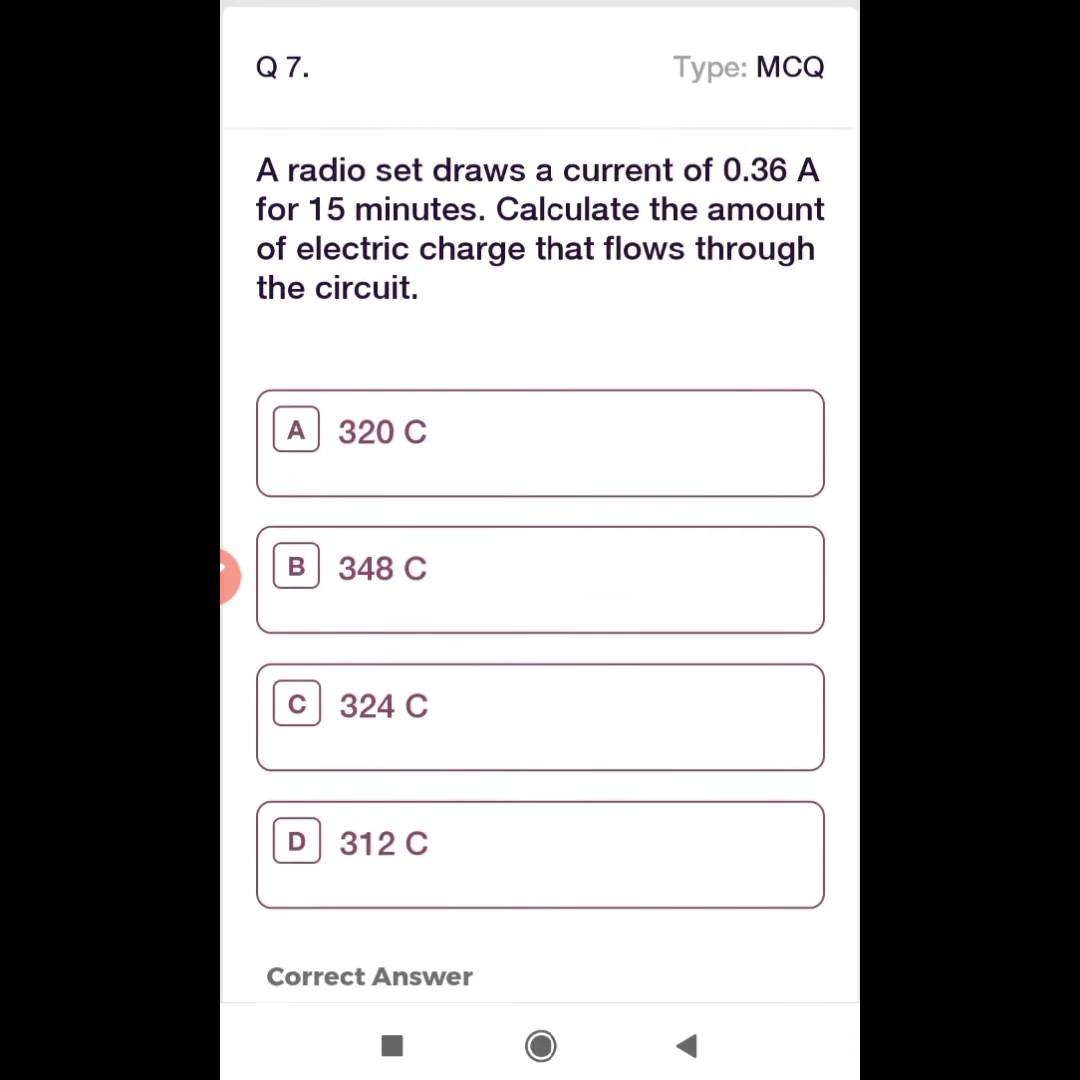 Q 7.
Type: MCQ
A radio set draws a current of 0.36 A
for 15 minutes. Calculate the amount
of electric charge that flows through
the circuit.
A 320 C
B 348 C
C 324 C
D 312 C
Correct Answer